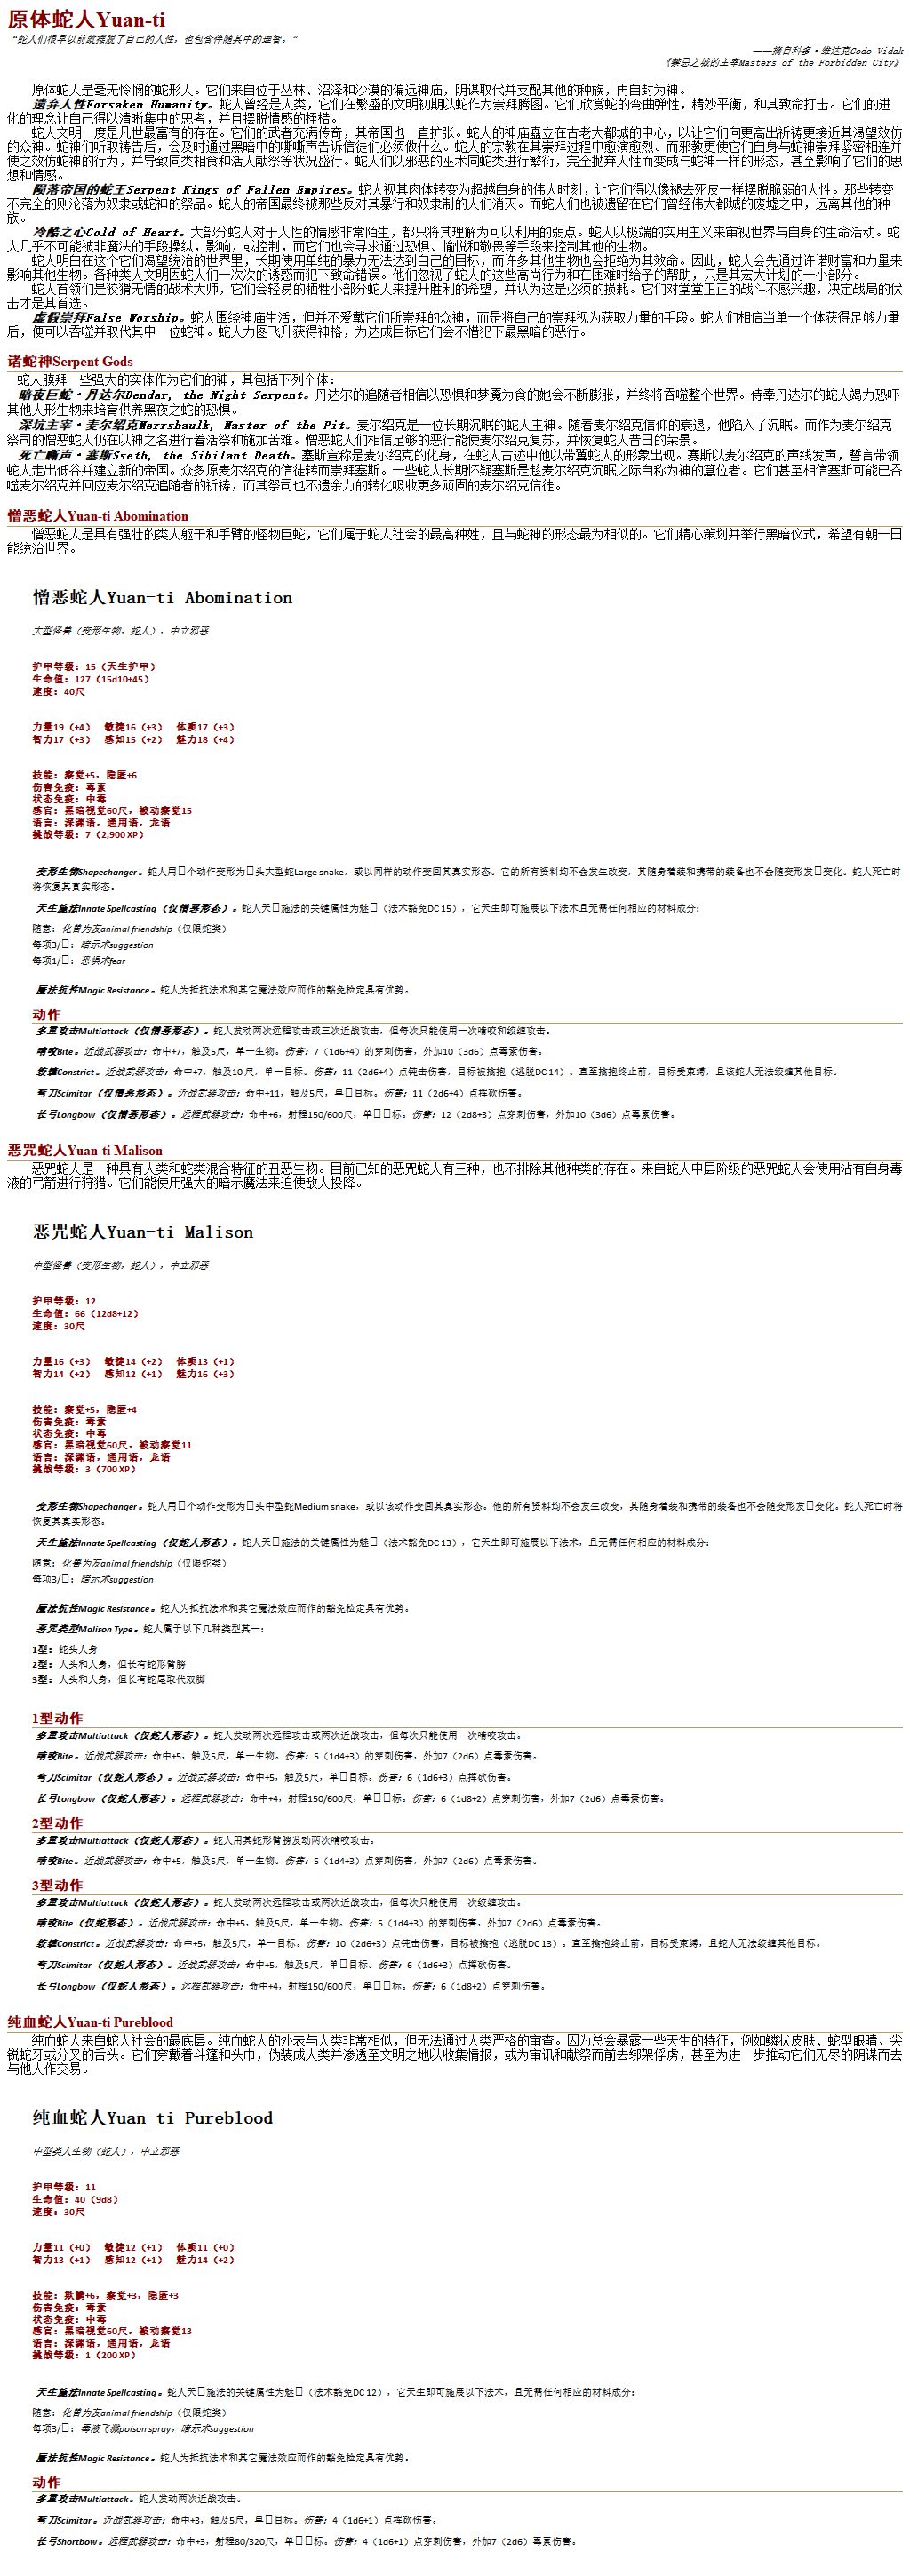 原体蛇人Yuan-ti
“蛇人们很早以前就摆脱了自己的人性，也包含伴随其中的遮着。”
——摘自科多·维达克Codo Vidak
《禁忌之城的主宰Masters of the Forbidden City》
原体蛇人是毫无怜悯的蛇形人。它们来自位于丛林、沼泽和沙漠的偏远神庙，阴谋取代并支配其他的种族，再自封为神。
遗弃人性Forsaken Humanity。蛇人曾经是人类，它们在繁盛的文明初期以蛇作为崇拜腾图。它们欣赏蛇的弯曲弹性，精妙平衡，和其致命打击。它们的进
化的理念让自己得以清晰集中的思考，并且摆脱情感的桎梏。
蛇人文明一度是凡世最富有的存在。它们的武者充满传奇，其帝国也一直扩张。蛇人的神庙矗立在古老大都城的中心，以让它们向更高出祈祷更接近其渴望效仿
的众神。蛇神们听取祷告后，会及时通过黑暗中的嘶嘶声告诉信徒们必须做什么。蛇人的宗教在其崇拜过程中愈演愈烈。而邪教更使它们自身与蛇神崇拜紧密相连并
使之效仿蛇神的行为，并导致同类相食和活人献祭等状况盛行。蛇人们以邪恶的巫术同蛇类进行繁衍，完全抛弃人性而变成与蛇神一样的形态，甚至影响了它们的思
想和情感。
陨落帝国的蛇王Serpent Kings of Fallen Empires。蛇人视其肉体转变为超越自身的伟大时刻，让它们得以像褪去死皮一样摆脱脆弱的人性。那些转变
不完全的则沦落为奴隶或蛇神的祭品。蛇人的帝国最终被那些反对其暴行和奴隶制的人们消灭。而蛇人们也被遗留在它们曾经伟大都城的废墟之中，远离其他的种
族。
冷酷之心Cold of Heart。大部分蛇人对于人性的情感非常陌生，都只将其理解为可以利用的弱点。蛇人以极端的实用主义来审视世界与自身的生命活动。蛇
人几乎不可能被非魔法的手段操纵，影响，或控制，而它们也会寻求通过恐惧、愉悦和敬畏等手段来控制其他的生物。
蛇人明白在这个它们渴望统治的世界里，长期使用单纯的暴力无法达到自己的目标，而许多其他生物也会拒绝为其效命。因此，蛇人会先通过许诺财富和力量来
影响其他生物。各种类人文明因蛇人们一次次的诱惑而犯下致命错误。他们忽视了蛇人的这些高尚行为和在困难时给予的帮助，只是其宏大计划的一个部分。
蛇人首领们是狡猾无情的战术大师，它们会轻易的牺牲小部分蛇人来提升胜利的希望，并认为这是必须的损耗。它们对堂堂正正的战斗不感兴趣，决定战局的伏
击才是其首选。
虚假崇拜False Worship。蛇人围绕神庙生活，但并不爱戴它们所崇拜的众神，而是将自己的崇拜视为获取力量的手段。蛇人们相信当单一个体获得足够力量
后，便可以吞噬并取代其中一位蛇神。蛇人力图飞升获得神格，为达成目标它们会不惜犯下最黑暗的恶行。
诸蛇神Serpent Gods
蛇人膜拜一些强大的实体作为它们的神，其包括下列个体：
暗夜巨蛇·丹达尔Dendar, the Night Serpent。丹达尔的追随者相信以恐惧和梦魇为食的她会不断膨胀，并终将吞噬整个世界。侍奉丹达尔的蛇人竭力恐吓
其他人形生物来培育供养黑夜之蛇的恐惧。
深坑主宰·麦尔绍克Merrshaulk, Master of the Pit。麦尔绍克是一位长期沉眠的蛇人主神。随着麦尔绍克信仰的衰退，他陷入了沉眠。而作为麦尔绍克
祭司的憎恶蛇人仍在以神之名进行着活祭和施加苦难。憎恶蛇人们相信足够的恶行能使麦尔绍克复苏，并恢复蛇人昔日的荣景。
死亡嘶声·塞斯Sseth, the Sibilant Death。塞斯宣称是麦尔绍克的化身，在蛇人古迹中他以带翼蛇人的形象出现。赛斯以麦尔绍克的声线发声，誓言带领
蛇人走出低谷并建立新的帝国。众多原麦尔绍克的信徒转而崇拜塞斯。一些蛇人长期怀疑塞斯是趁麦尔绍克沉眠之际自称为神的篡位者。它们甚至相信塞斯可能已吞
噬麦尔绍克并回应麦尔绍克追随者的祈祷，而其祭司也不遗余力的转化吸收更多顽固的麦尔绍克信徒。
憎恶蛇人Yuan-ti Abomination
憎恶蛇人是具有强壮的类人躯干和手臂的怪物巨蛇，它们属于蛇人社会的最高种姓，且与蛇神的形态最为相似的。它们精心策划并举行黑暗仪式，希望有朝一日
能统治世界。
憎恶蛇人Yuan-ti Abomination
大型怪兽（变形生物，蛇人），中立邪恶
护甲等级：15（天生护甲）
生命值：127（15d10+45）
速度：40尺
力量19（+4） 敏捷16（+3） 体质17（+3）
智力17（+3） 感知15（+2） 魅力18（+4）
技能：察觉+5，隐匿+6
伤害免疫：毒素
状态免疫：中毒
感官：黑暗视觉60尺，被动察觉15
语言：深渊语，通用语，龙语
挑战等级：7（2,900 XP）
变形生物Shapechanger。蛇人用个动作变形为头大型蛇Large snake，或以同样的动作变回其真实形态。它的所有资料均不会发生改变，其随身着装和携带的装备也不会随变形发变化。蛇人死亡时
将恢复其真实形态。
天生施法Innate Spellcasting（仅憎恶形态）。蛇人天施法的关键属性为魅（法术豁免DC 15），它天生即可施展以下法术且无需任何相应的材料成分：
随意：化兽为友animal friendship（仅限蛇类）
每项3/：暗示术suggestion
每项1/：恐惧术fear
魔法抗性Magic Resistance。蛇人为抵抗法术和其它魔法效应而作的豁免检定具有优势。
动作
多重攻击Multiattack（仅憎恶形态）。蛇人发动两次远程攻击或三次近战攻击，但每次只能使用一次啃咬和绞缠攻击。
啃咬Bite。近战武器攻击：命中+7，触及5尺，单一生物。伤害：7（1d6+4）的穿刺伤害，外加10（3d6）点毒素伤害。
绞缠Constrict。近战武器攻击：命中+7，触及10 尺，单一目标。伤害：11（2d6+4）点钝击伤害，目标被擒抱（逃脱DC 14）。直至擒抱终止前，目标受束缚，且该蛇人无法绞缠其他目标。
弯刀Scimitar（仅憎恶形态）。近战武器攻击：命中+11，触及5尺，单一目标。伤害：11（2d6+4）点挥砍伤害。
长弓Longbow（仅憎恶形态）。远程武器攻击：命中+6，射程150/600尺，单标。伤害：12（2d8+3）点穿刺伤害，外加10（3d6）点毒素伤害。
恶咒蛇人Yuan-ti Malison
恶咒蛇人是一种具有人类和蛇类混合特征的丑恶生物。目前已知的恶咒蛇人有三种，也不排除其他种类的存在。来自蛇人中层阶级的恶咒蛇人会使用沾有自身毒
液的弓箭进行狩猎。它们能使用强大的暗示魔法来迫使敌人投降。
恶咒蛇人Yuan-ti Malison
中型怪兽（变形生物，蛇人），中立邪恶
护甲等级：12
生命值：66（12d8+12）
速度：30尺
力量16（+3） 敏捷14（+2） 体质13（+1）
智力14（+2） 感知12（+1） 魅力16（+3）
技能：察觉+5，隐匿+4
伤害免疫：毒素
状态免疫：中毒
感官：黑暗视觉60尺，被动察觉11
语言：深渊语，通用语，龙语
挑战等级：3（700 XP）
变形生物Shapechanger。蛇人用个动作变形为头中型蛇Medium snake，或以该动作变回其真实形态。他的所有资料均不会发生改变，其随身着装和携带的装备也不会随变形发变化。蛇人死亡时将
恢复其真实形态。
天生施法Innate Spellcasting（仅蛇人形态）。蛇人天施法的关键属性为魅（法术豁免DC 13），它天生即可施展以下法术，且无需任何相应的材料成分：
随意：化兽为友animal friendship（仅限蛇类）
每项3/：暗示术suggestion
魔法抗性Magic Resistance。蛇人为抵抗法术和其它魔法效应而作的豁免检定具有优势。
恶咒类型Malison Type。蛇人属于以下几种类型其一：
1型：蛇头人身
2型：人头和人身，但长有蛇形臂膀
3型：人头和人身，但长有蛇尾取代双脚
1型动作
多重攻击Multiattack（仅蛇人形态）。蛇人发动两次远程攻击或两次近战攻击，但每次只能使用一次啃咬攻击。
啃咬Bite。近战武器攻击：命中+5，触及5尺，单一生物。伤害：5（1d4+3）的穿刺伤害，外加7（2d6）点毒素伤害。
弯刀Scimitar（仅蛇人形态）。近战武器攻击：命中+5，触及5尺，单目标。伤害：6（1d6+3）点挥砍伤害。
长弓Longbow（仅蛇人形态）。远程武器攻击：命中+4，射程150/600尺，单标。伤害：6（1d8+2）点穿刺伤害，外加7（2d6）点毒素伤害。
2型动作
多重攻击Multiattack（仅蛇人形态）。蛇人用其蛇形臂膀发动两次啃咬攻击。
啃咬Bite。近战武器攻击：命中+5，触及5尺，单一生物。伤害：5（1d4+3）点穿刺伤害，外加7（2d6）点毒素伤害。
3型动作
多重攻击Multiattack（仅蛇人形态）。蛇人发动两次远程攻击或两次近战攻击，但每次只能使用一次绞缠攻击。
啃咬Bite（仅蛇形态）。近战武器攻击：命中+5，触及5尺，单一生物。伤害：5（1d4+3）的穿刺伤害，外加7（2d6）点毒素伤害。
绞缠Constrict。近战武器攻击：命中+5，触及5尺，单一目标。伤害：10（2d6+3）点钝击伤害，目标被擒抱（逃脱DC 13）。直至擒抱终止前，目标受束缚，且蛇人无法绞缠其他目标。
弯刀Scimitar（仅蛇人形态）。近战武器攻击：命中+5，触及5尺，单目标。伤害：6（1d6+3）点挥砍伤害。
长弓Longbow（仅蛇人形态）。远程武器攻击：命中+4，射程150/600尺，单标。伤害：6（1d8+2）点穿刺伤害。
纯血蛇人Yuan-ti Pureblood
纯血蛇人来自蛇人社会的最底层。纯血蛇人的外表与人类非常相似，但无法通过人类严格的审查。因为总会暴露一些天生的特征，例如鳞状皮肤、蛇型眼睛、尖
锐蛇牙或分叉的舌头。它们穿戴着斗篷和头巾，伪装成人类并渗透至文明之地以收集情报，或为审讯和献祭而前去绑架俘虏，甚至为进一步推动它们无尽的阴谋而去
与他人作交易。
纯血蛇人Yuan-ti Pureblood
中型类人生物（蛇人），中立邪恶
护甲等级：11
生命值：40（9d8）
速度：30尺
力量11（+0） 敏捷12（+1） 体质11（+0）
智力13（+1） 感知12（+1） 魅力14（+2）
技能：欺瞒+6，察觉+3，隐匿+3
伤害免疫：毒素
状态免疫：中毒
感官：黑暗视觉60尺，被动察觉13
语言：深渊语，通用语，龙语
挑战等级：1（200 XP）
天生施法Innate Spellcasting。蛇人天施法的关键属性为魅（法术豁免DC 12），它天生即可施展以下法术，且无需任何相应的材料成分：
随意：化兽为友animal friendship（仅限蛇类）
每项3/：毒液飞溅poison spray，暗示术suggestion
魔法抗性Magic Resistance。蛇人为抵抗法术和其它魔法效应而作的豁免检定具有优势。
动作
多重攻击Multiattack。蛇人发动两次近战攻击。
弯刀Scimitar。近战武器攻击：命中+3，触及5尺，单目标。伤害：4（1d6+1）点挥砍伤害。
长弓Shortbow。远程武器攻击：命中+3，射程80/320尺，单标。伤害：4（1d6+1）点穿刺伤害，外加7（2d6）毒素伤害。